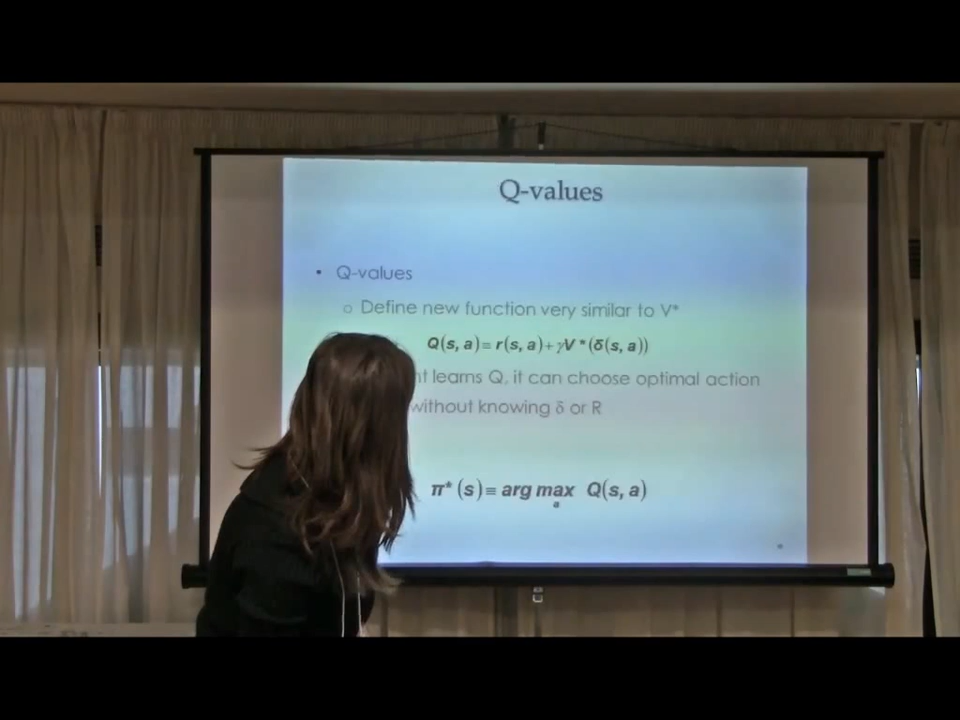 Q-values
• Q-values
o Define new function very similar to V*
Q(s, a) ≡ r(s, a) + γV * (δ(s, a))
learns Q, it can choose optimal action
without knowing δ or R
π* (s) ≡ arg max Q(s, a)
a